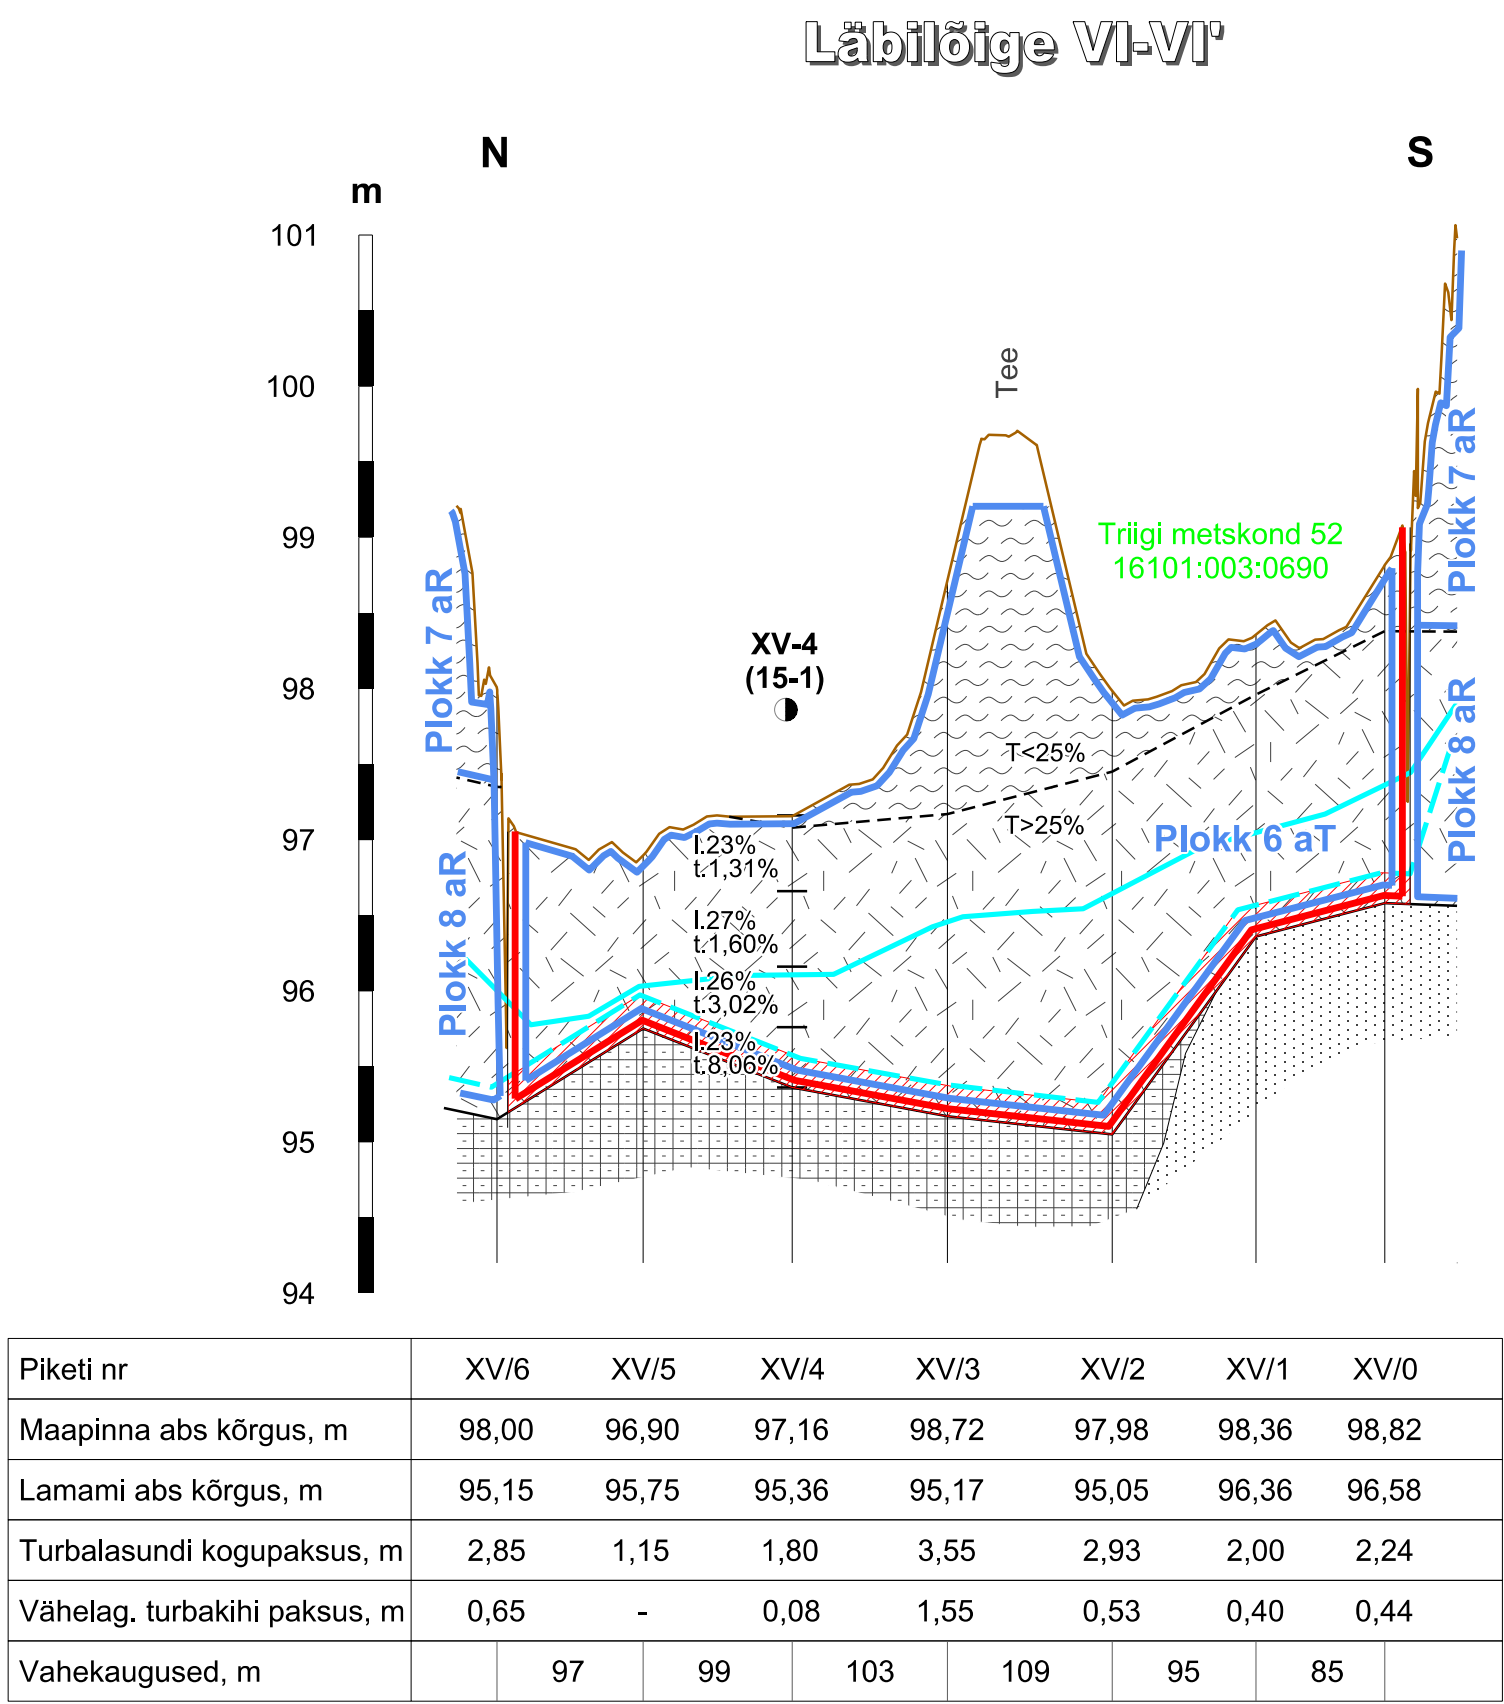 Läbilõige VI-VI'
N
S
m
101
100
99
98
97
96
95
94
Tee
Triigi metskond 52
16101:003:0690
XV-4
(15-1)
Plokk 7 aR
Plokk 8 aR
Plokk 7 aR
Plokk 8 aR
T<25%
T>25%
Plokk 6 aT
l.23%
t.1,31%
l.27%
t.1,60%
l.26%
t.3,02%
l.23%
t.8,06%
Piketi nr XV/6 XV/5 XV/4 XV/3 XV/2 XV/1 XV/0
Maapinna abs kõrgus, m 98,00 96,90 97,16 98,72 97,98 98,36 98,82
Lamami abs kõrgus, m 95,15 95,75 95,36 95,17 95,05 96,36 96,58
Turbalasundi kogupaksus, m 2,85 1,15 1,80 3,55 2,93 2,00 2,24
Vähelag. turbakihi paksus, m 0,65 - 0,08 1,55 0,53 0,40 0,44
Vahekaugused, m 97 99 103 109 95 85